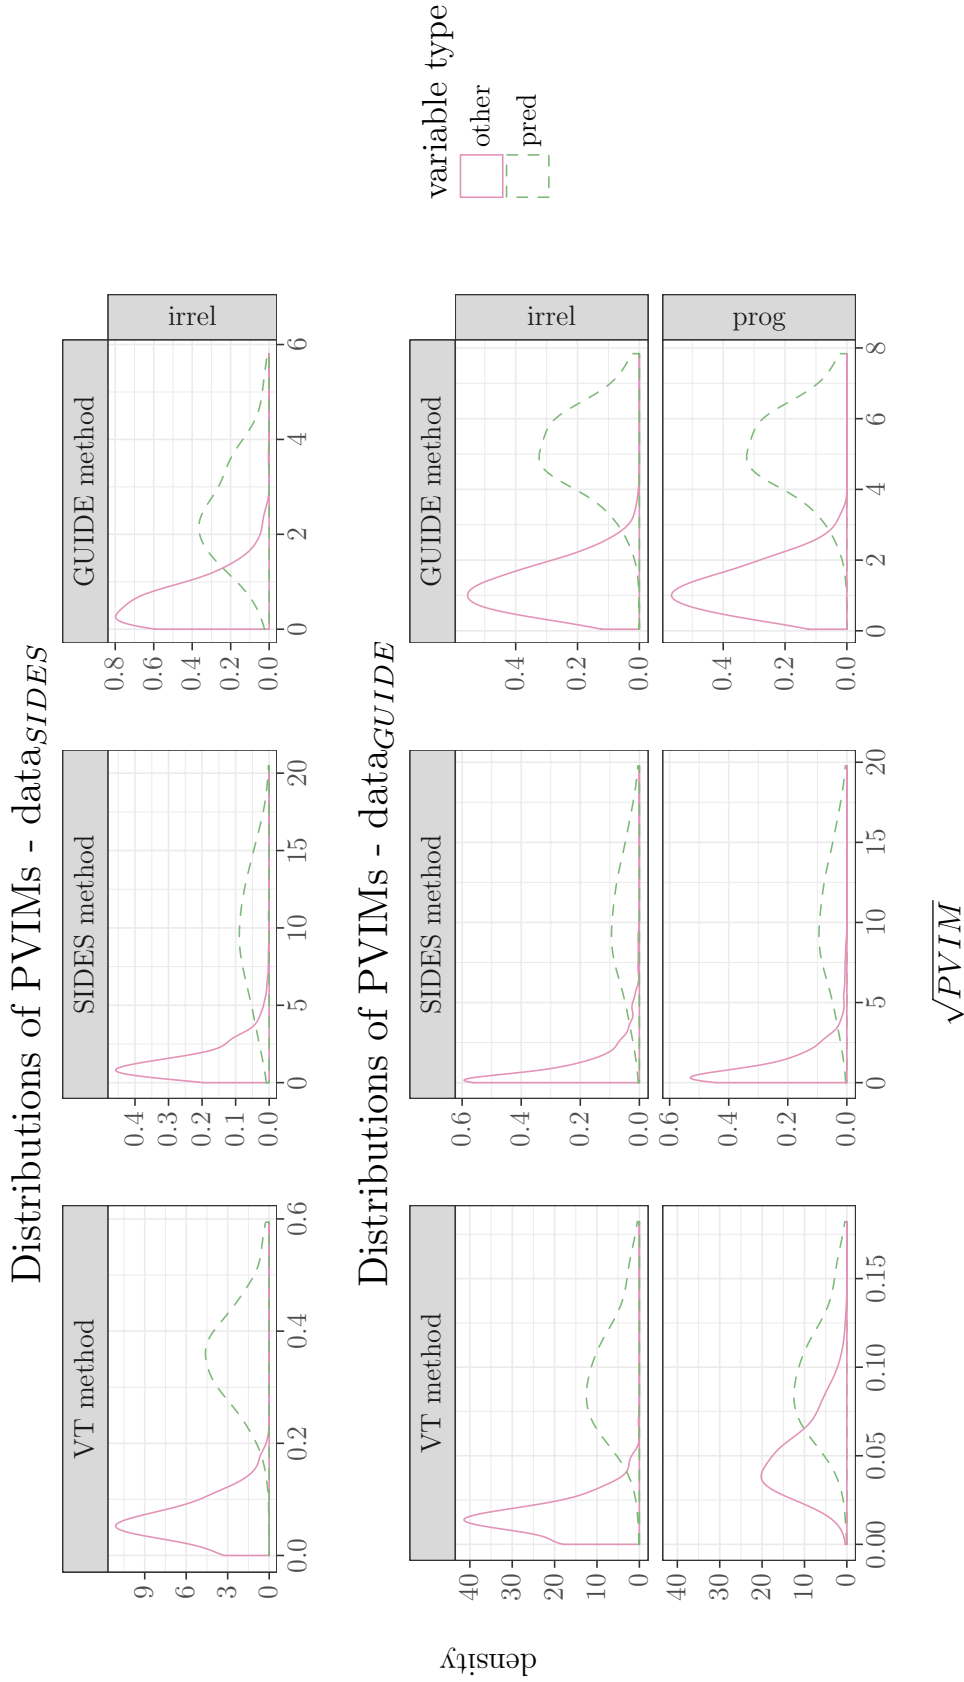 Distributions of PVIMs - data_SIDES
VT method
SIDES method
GUIDE method
irrel
9
6
3
0
0.0 0.2 0.4 0.6
0.4
0.3
0.2
0.1
0.0
0 5 10 15 20
0.8
0.6
0.4
0.2
0.0
0 2 4 6
Distributions of PVIMs - data_GUIDE
VT method
SIDES method
GUIDE method
irrel
40
30
20
10
0
0.6
0.4
0.2
0.0
0.4
0.2
0.0
prog
40
30
20
10
0
0.00 0.05 0.10 0.15
0.6
0.4
0.2
0.0
0 5 10 15 20
0.4
0.2
0.0
0 2 4 6 8
density
√PVIM
variable type
other
pred